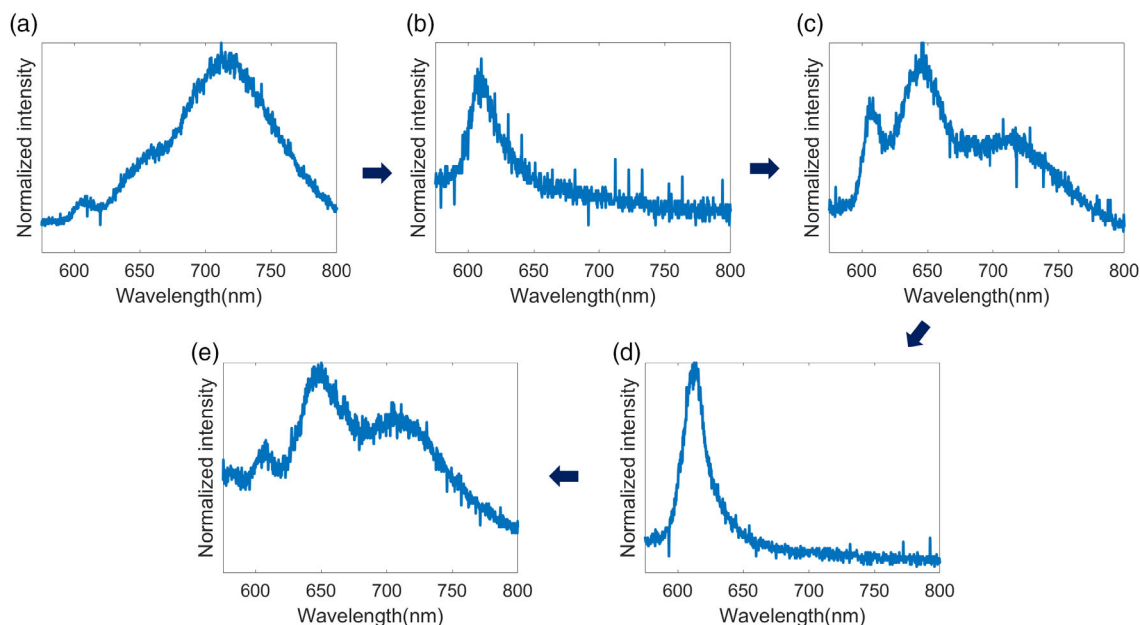 (a)
Normalized intensity
600 650 700 750 800
Wavelength(nm)
(b)
Normalized intensity
600 650 700 750 800
Wavelength(nm)
(c)
Normalized intensity
600 650 700 750 800
Wavelength(nm)
(d)
Normalized intensity
600 650 700 750 800
Wavelength(nm)
(e)
Normalized intensity
600 650 700 750 800
Wavelength(nm)